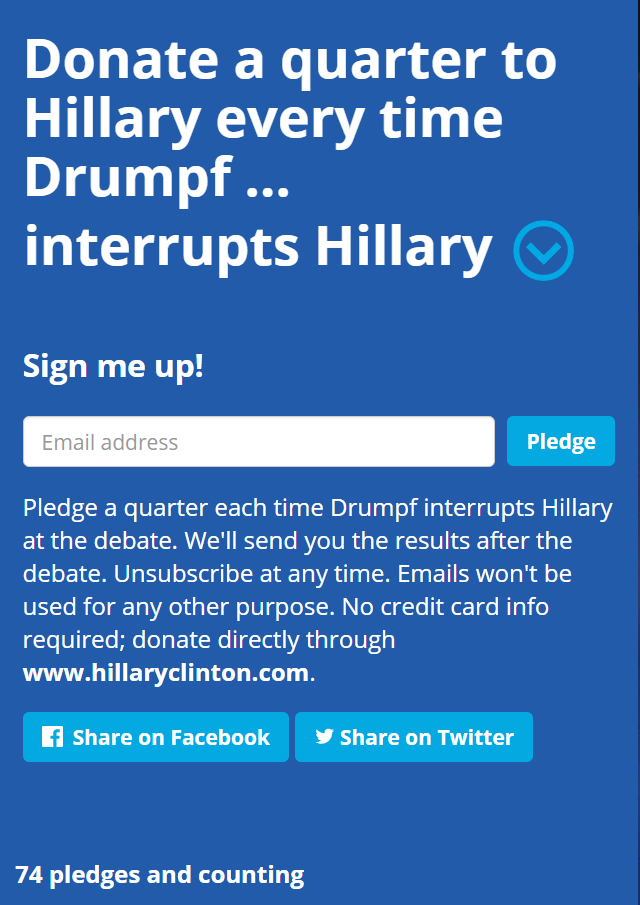 Donate a quarter to
Hillary every time
Drumpf ...
interrupts Hillary
Sign me up!
Email address
Pledge
Pledge a quarter each time Drumpf interrupts Hillary
at the debate. We'll send you the results after the
debate. Unsubscribe at any time. Emails won't be
used for any other purpose. No credit card info
required; donate directly through
www.hillaryclinton.com.
Share on Facebook
Share on Twitter
74 pledges and counting